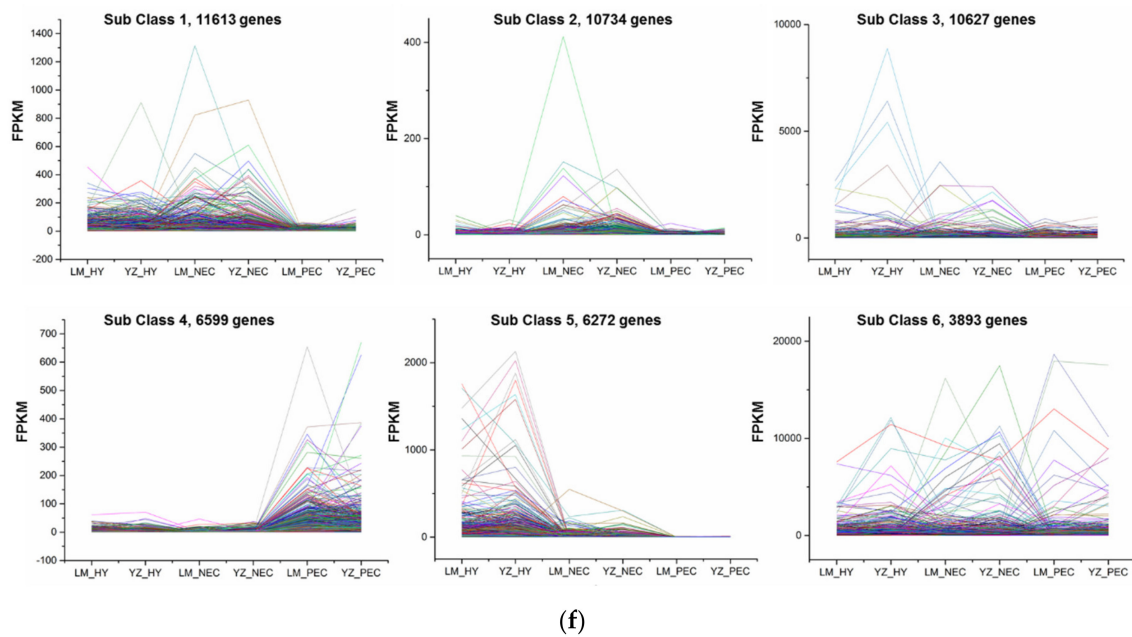 Sub Class 1, 11613 genes
FPKM
1400
1200
1000
800
600
400
200
0
-200
LM_HY YZ_HY LM_NEC YZ_NEC LM_PEC YZ_PEC
Sub Class 2, 10734 genes
FPKM
400
200
0
LM_HY YZ_HY LM_NEC YZ_NEC LM_PEC YZ_PEC
Sub Class 3, 10627 genes
FPKM
10000
5000
0
LM_HY YZ_HY LM_NEC YZ_NEC LM_PEC YZ_PEC
Sub Class 4, 6599 genes
FPKM
700
600
500
400
300
200
100
0
-100
LM_HY YZ_HY LM_NEC YZ_NEC LM_PEC YZ_PEC
Sub Class 5, 6272 genes
FPKM
2000
1000
0
LM_HY YZ_HY LM_NEC YZ_NEC LM_PEC YZ_PEC
Sub Class 6, 3893 genes
FPKM
20000
10000
0
LM_HY YZ_HY LM_NEC YZ_NEC LM_PEC YZ_PEC
(f)